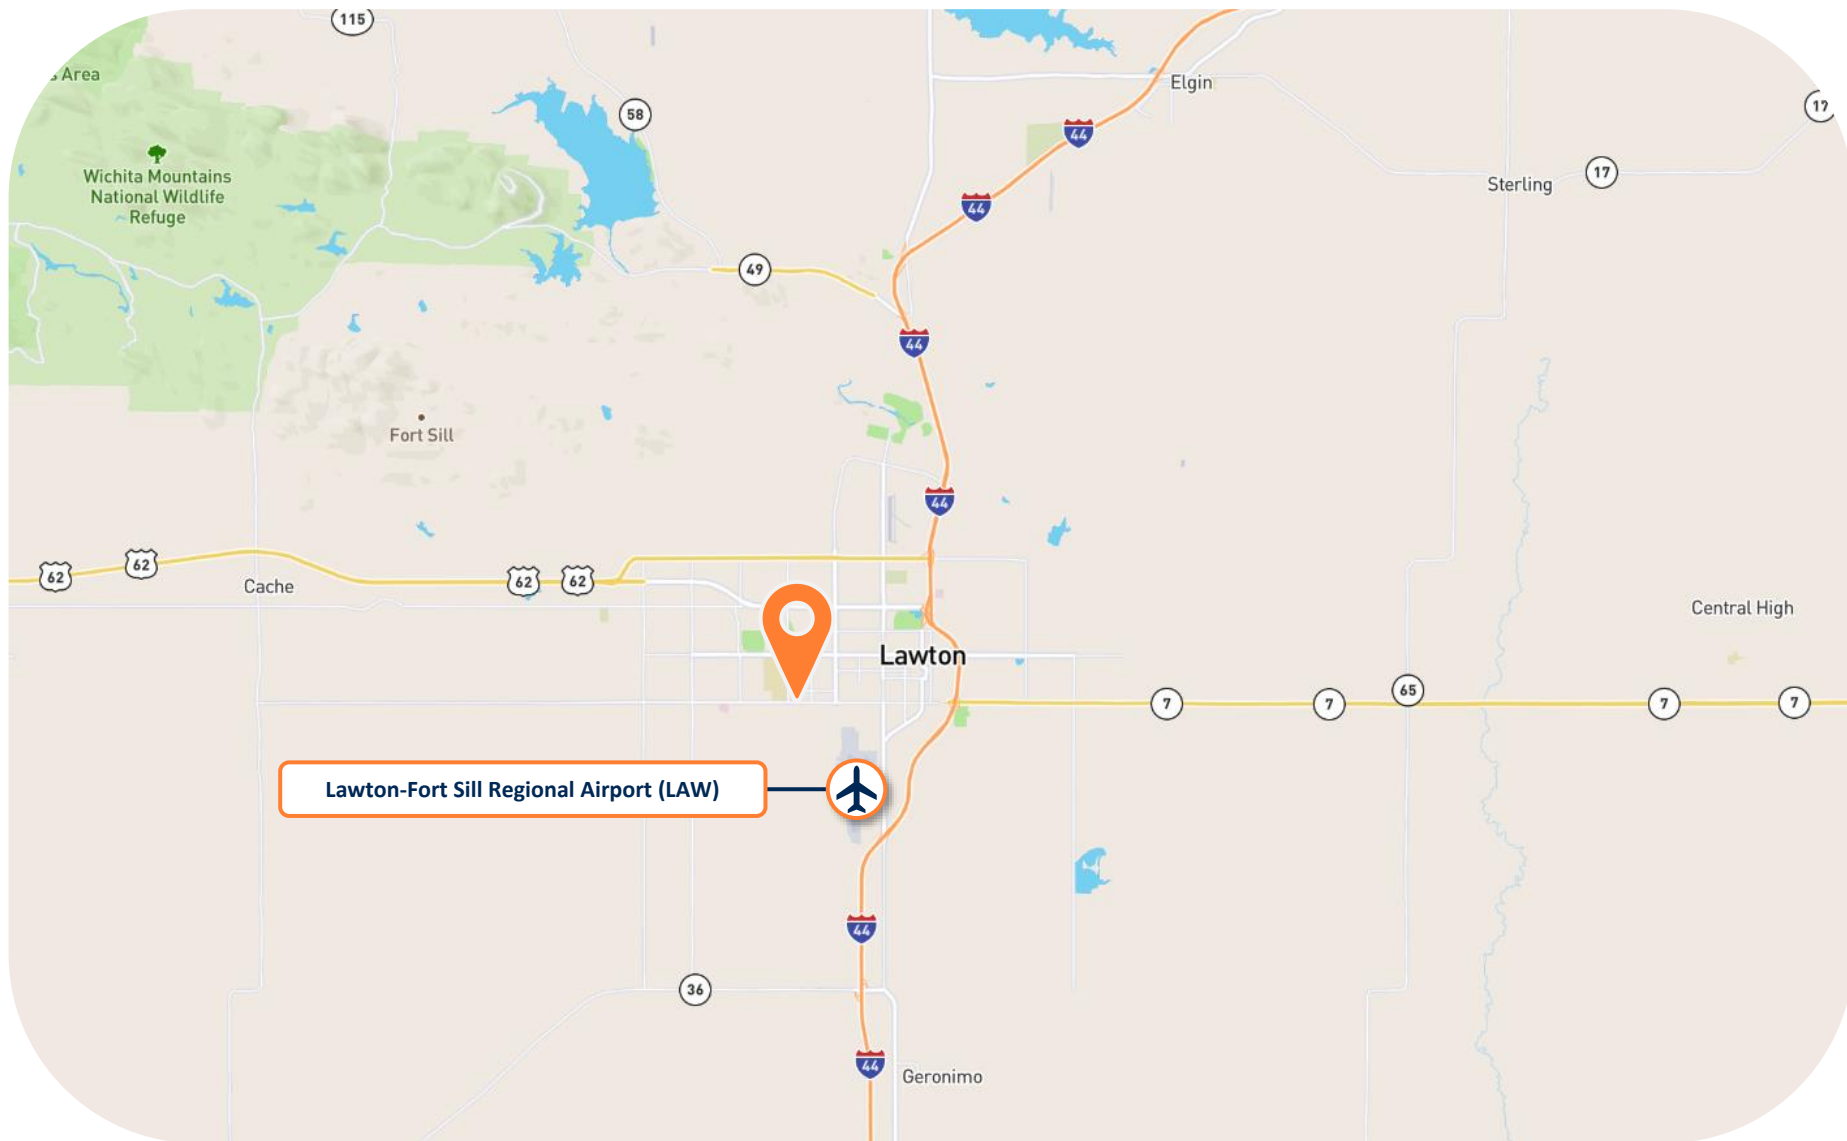 115
s Area
58
Elgin
44
17
Wichita Mountains
National Wildlife
Refuge
17
Sterling
44
49
44
Fort Sill
44
62
62
62
62
Cache
Central High
Lawton
7
7
65
7
7
Lawton-Fort Sill Regional Airport (LAW)
44
36
44
Geronimo